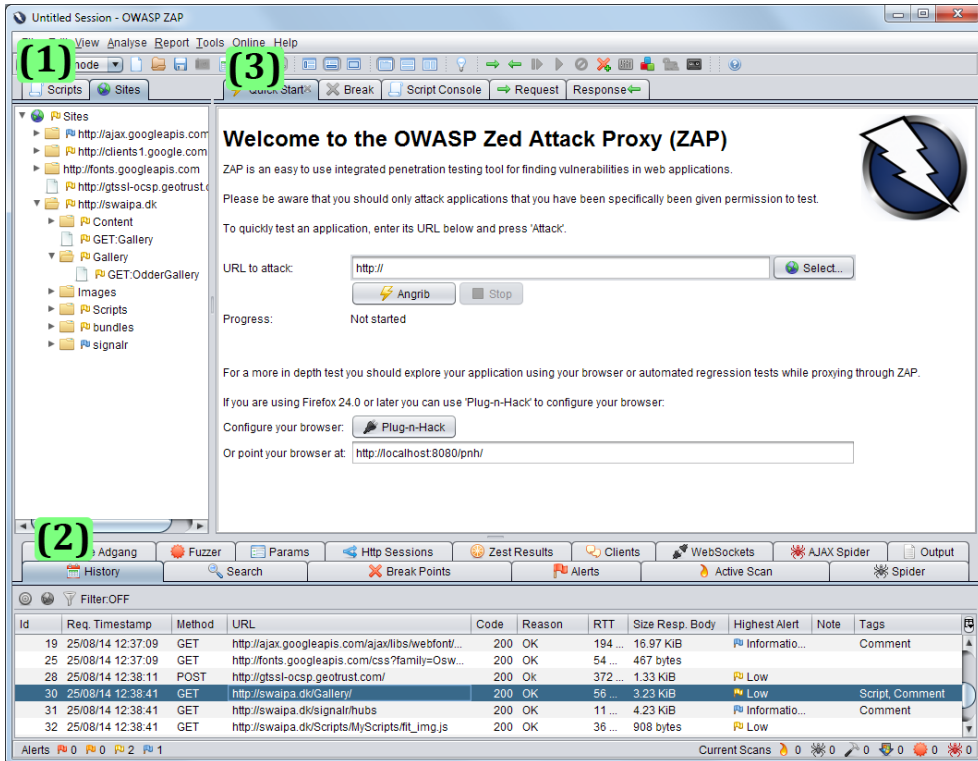 Untitled Session - OWASP ZAP
View Analyse Report Tools Online Help
(1) mode (3)
Scripts Sites Quick Start Break Script Console Request Response
Sites
http://ajax.googleapis.com
http://clients1.google.com
http://fonts.googleapis.com
http://gtssl-ocsp.geotrust.c
http://swaipa.dk
Content
GET:Gallery
Gallery
GET:OdderGallery
Images
Scripts
bundles
signalr
Welcome to the OWASP Zed Attack Proxy (ZAP)
ZAP is an easy to use integrated penetration testing tool for finding vulnerabilities in web applications.
Please be aware that you should only attack applications that you have been specifically been given permission to test.
To quickly test an application, enter its URL below and press 'Attack'.
URL to attack: http:// Select...
Angrib Stop
Progress: Not started
For a more in depth test you should explore your application using your browser or automated regression tests while proxying through ZAP.
If you are using Firefox 24.0 or later you can use 'Plug-n-Hack' to configure your browser:
Configure your browser: Plug-n-Hack
Or point your browser at: http://localhost:8080/pnh/
(2) Adgang Fuzzer Params Http Sessions Zest Results Clients WebSockets AJAX Spider Output
History Search Break Points Alerts Active Scan Spider
Filter:OFF
Id Req. Timestamp Method URL Code Reason RTT Size Resp. Body Highest Alert Note Tags
19 25/08/14 12:37:09 GET http://ajax.googleapis.com/ajax/libs/webfont/... 200 OK 194 ... 16.97 KiB Informatio... Comment
25 25/08/14 12:37:09 GET http://fonts.googleapis.com/css?family=Osw... 200 OK 54 ... 467 bytes
28 25/08/14 12:38:11 POST http://gtssl-ocsp.geotrust.com/ 200 Ok 372 ... 1.33 KiB Low
30 25/08/14 12:38:41 GET http://swaipa.dk/Gallery/ 200 OK 56 ... 3.23 KiB Low Script, Comment
31 25/08/14 12:38:41 GET http://swaipa.dk/signalr/hubs 200 OK 11 ... 4.23 KiB Informatio... Comment
32 25/08/14 12:38:41 GET http://swaipa.dk/Scripts/MyScripts/fit_img.js 200 OK 36 ... 908 bytes Low
Alerts 0 0 2 1 Current Scans 0 0 0 0 0 0